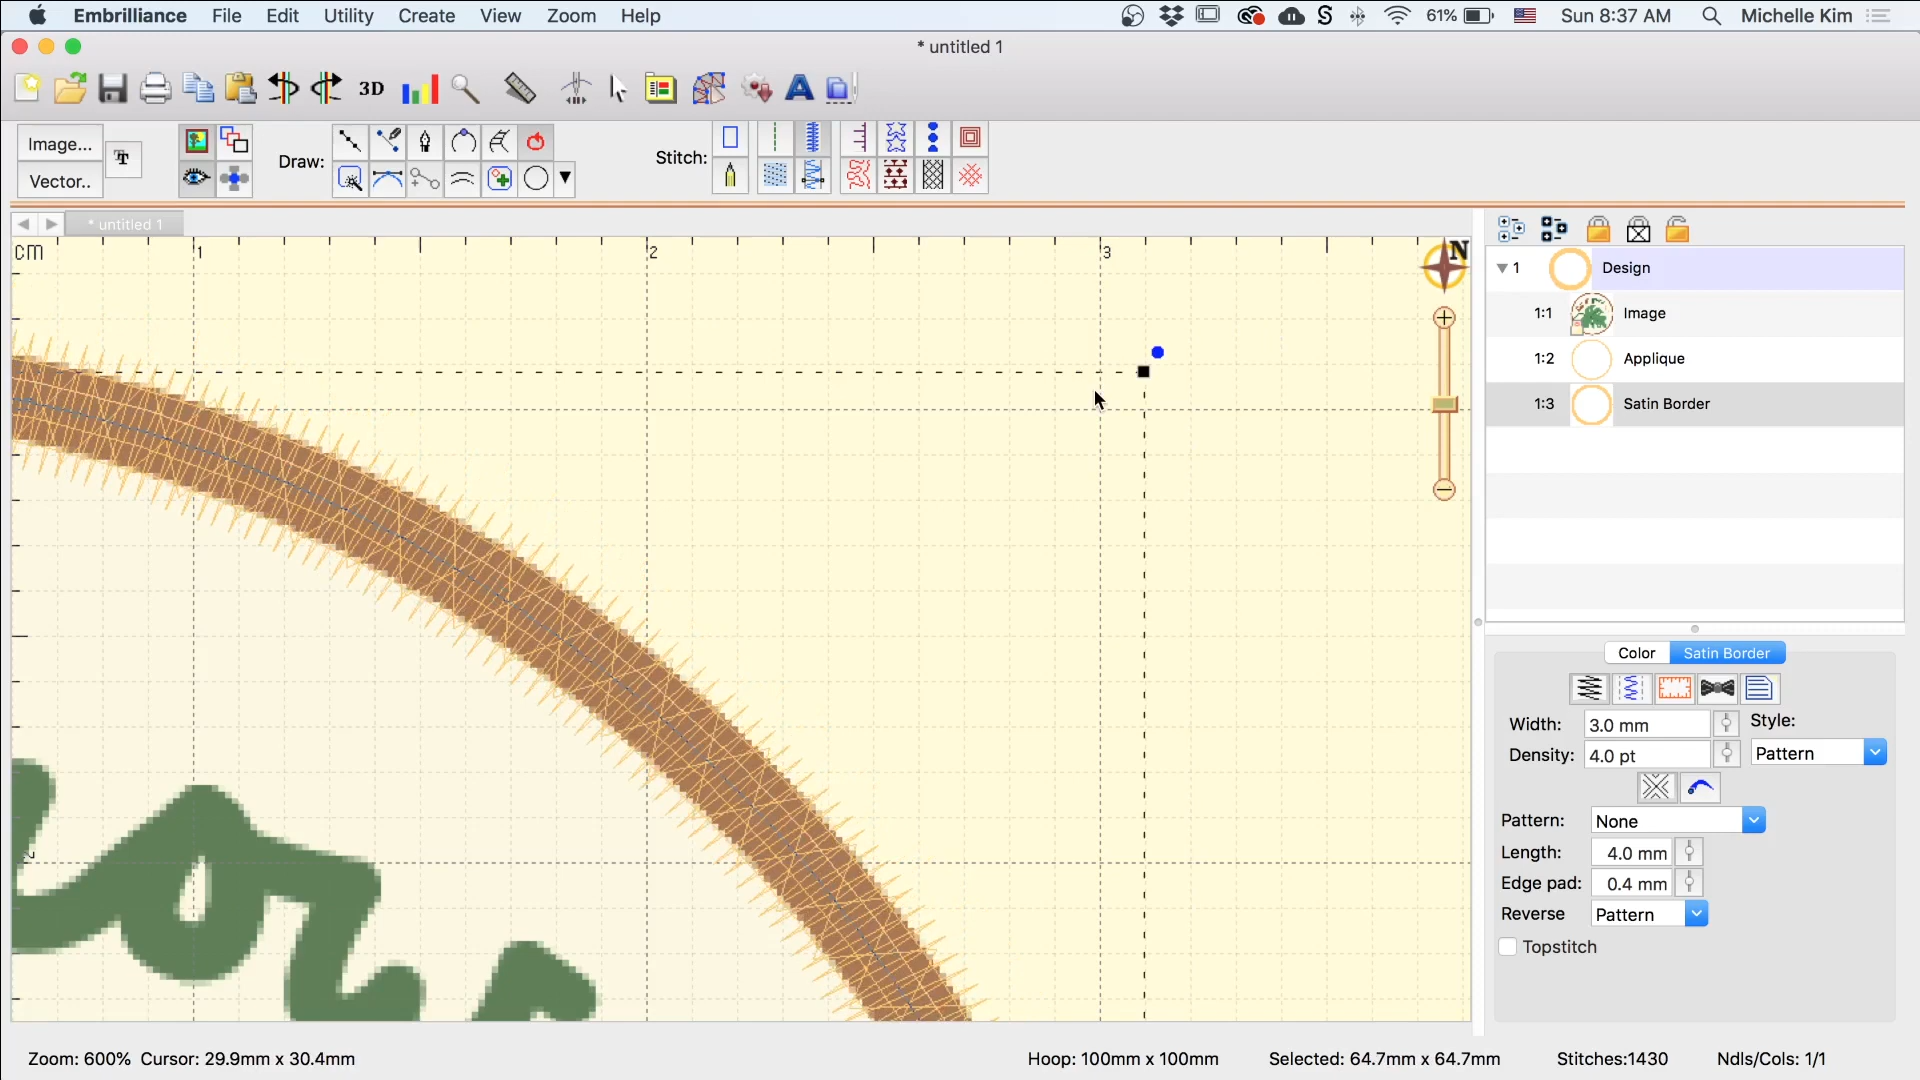 Embrilliance File Edit Utility Create View Zoom Help
S 61% Sun 8:37 AM Michelle Kim
* untitled 1
3D A
Image...
Vector..
T
Draw:
Stitch:
* untitled 1
cm 1 2 3
N
1 Design
1:1 Image
1:2 Applique
1:3 Satin Border
Color Satin Border
Width: 3.0 mm Style:
Density: 4.0 pt Pattern
Pattern: None
Length: 4.0 mm
Edge pad: 0.4 mm
Reverse Pattern
Topstitch
Zoom: 600% Cursor: 29.9mm x 30.4mm Hoop: 100mm x 100mm Selected: 64.7mm x 64.7mm Stitches:1430 Ndls/Cols: 1/1